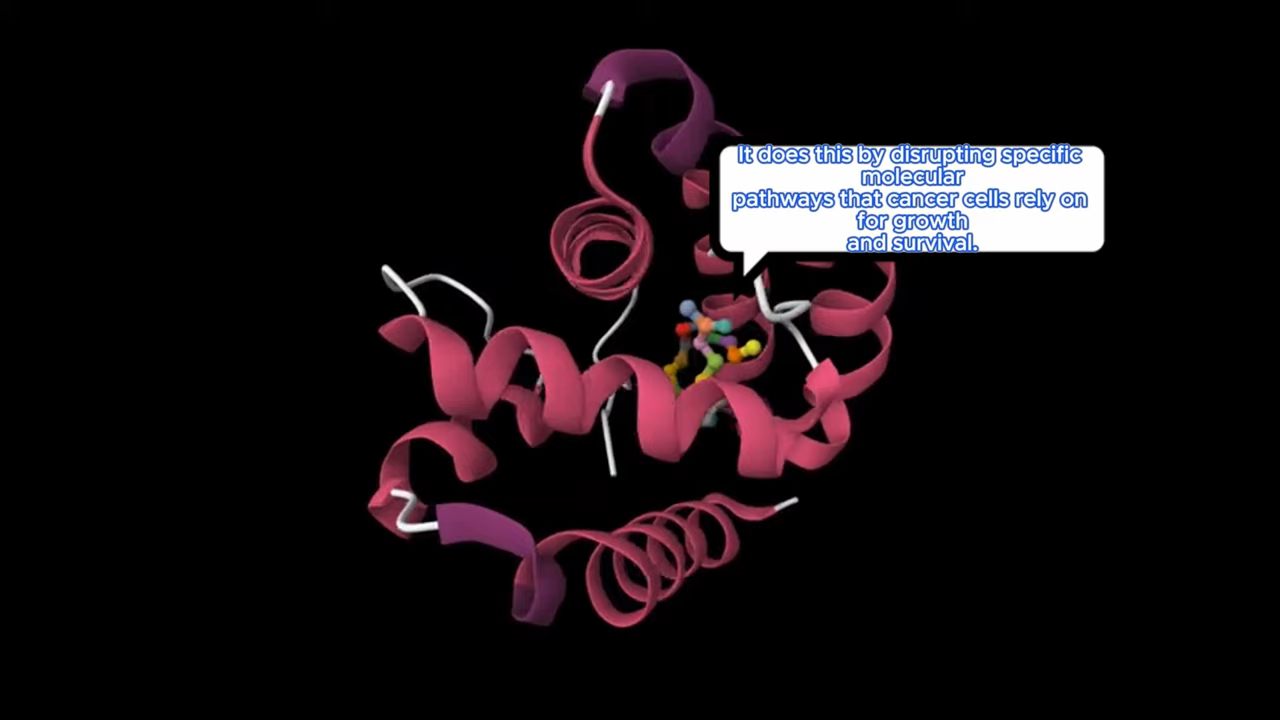 It does this by disrupting specific
molecular
pathways that cancer cells rely on
for growth
and survival.